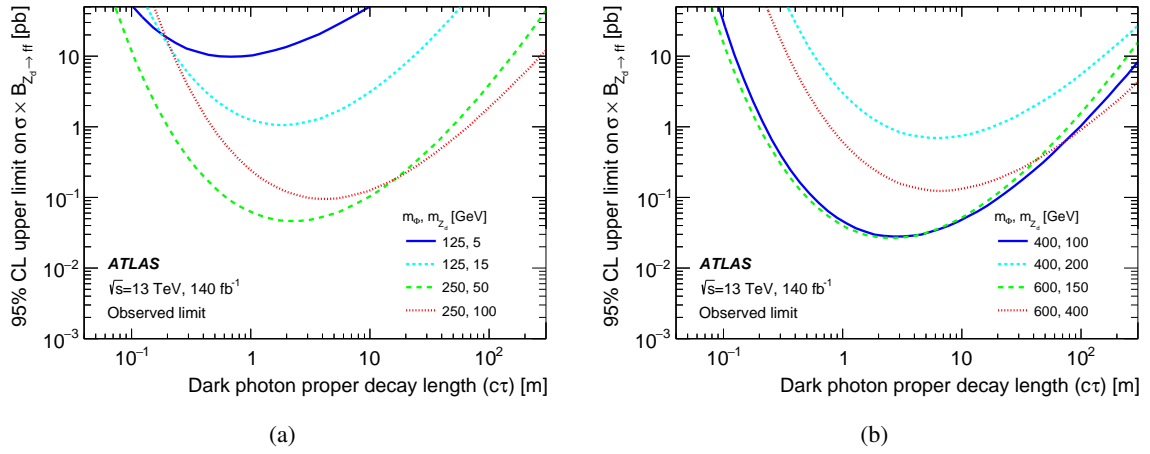 95% CL upper limit on σ × B_{Z_d→ff} [pb]
10
1
10⁻¹
10⁻²
10⁻³
m_Φ, m_{Z_d} [GeV]
125, 5
125, 15
250, 50
250, 100
ATLAS
√s=13 TeV, 140 fb⁻¹
Observed limit
10⁻¹ 1 10 10²
Dark photon proper decay length (cτ) [m]
(a)
95% CL upper limit on σ × B_{Z_d→ff} [pb]
10
1
10⁻¹
10⁻²
10⁻³
m_Φ, m_{Z_d} [GeV]
400, 100
400, 200
600, 150
600, 400
ATLAS
√s=13 TeV, 140 fb⁻¹
Observed limit
10⁻¹ 1 10 10²
Dark photon proper decay length (cτ) [m]
(b)